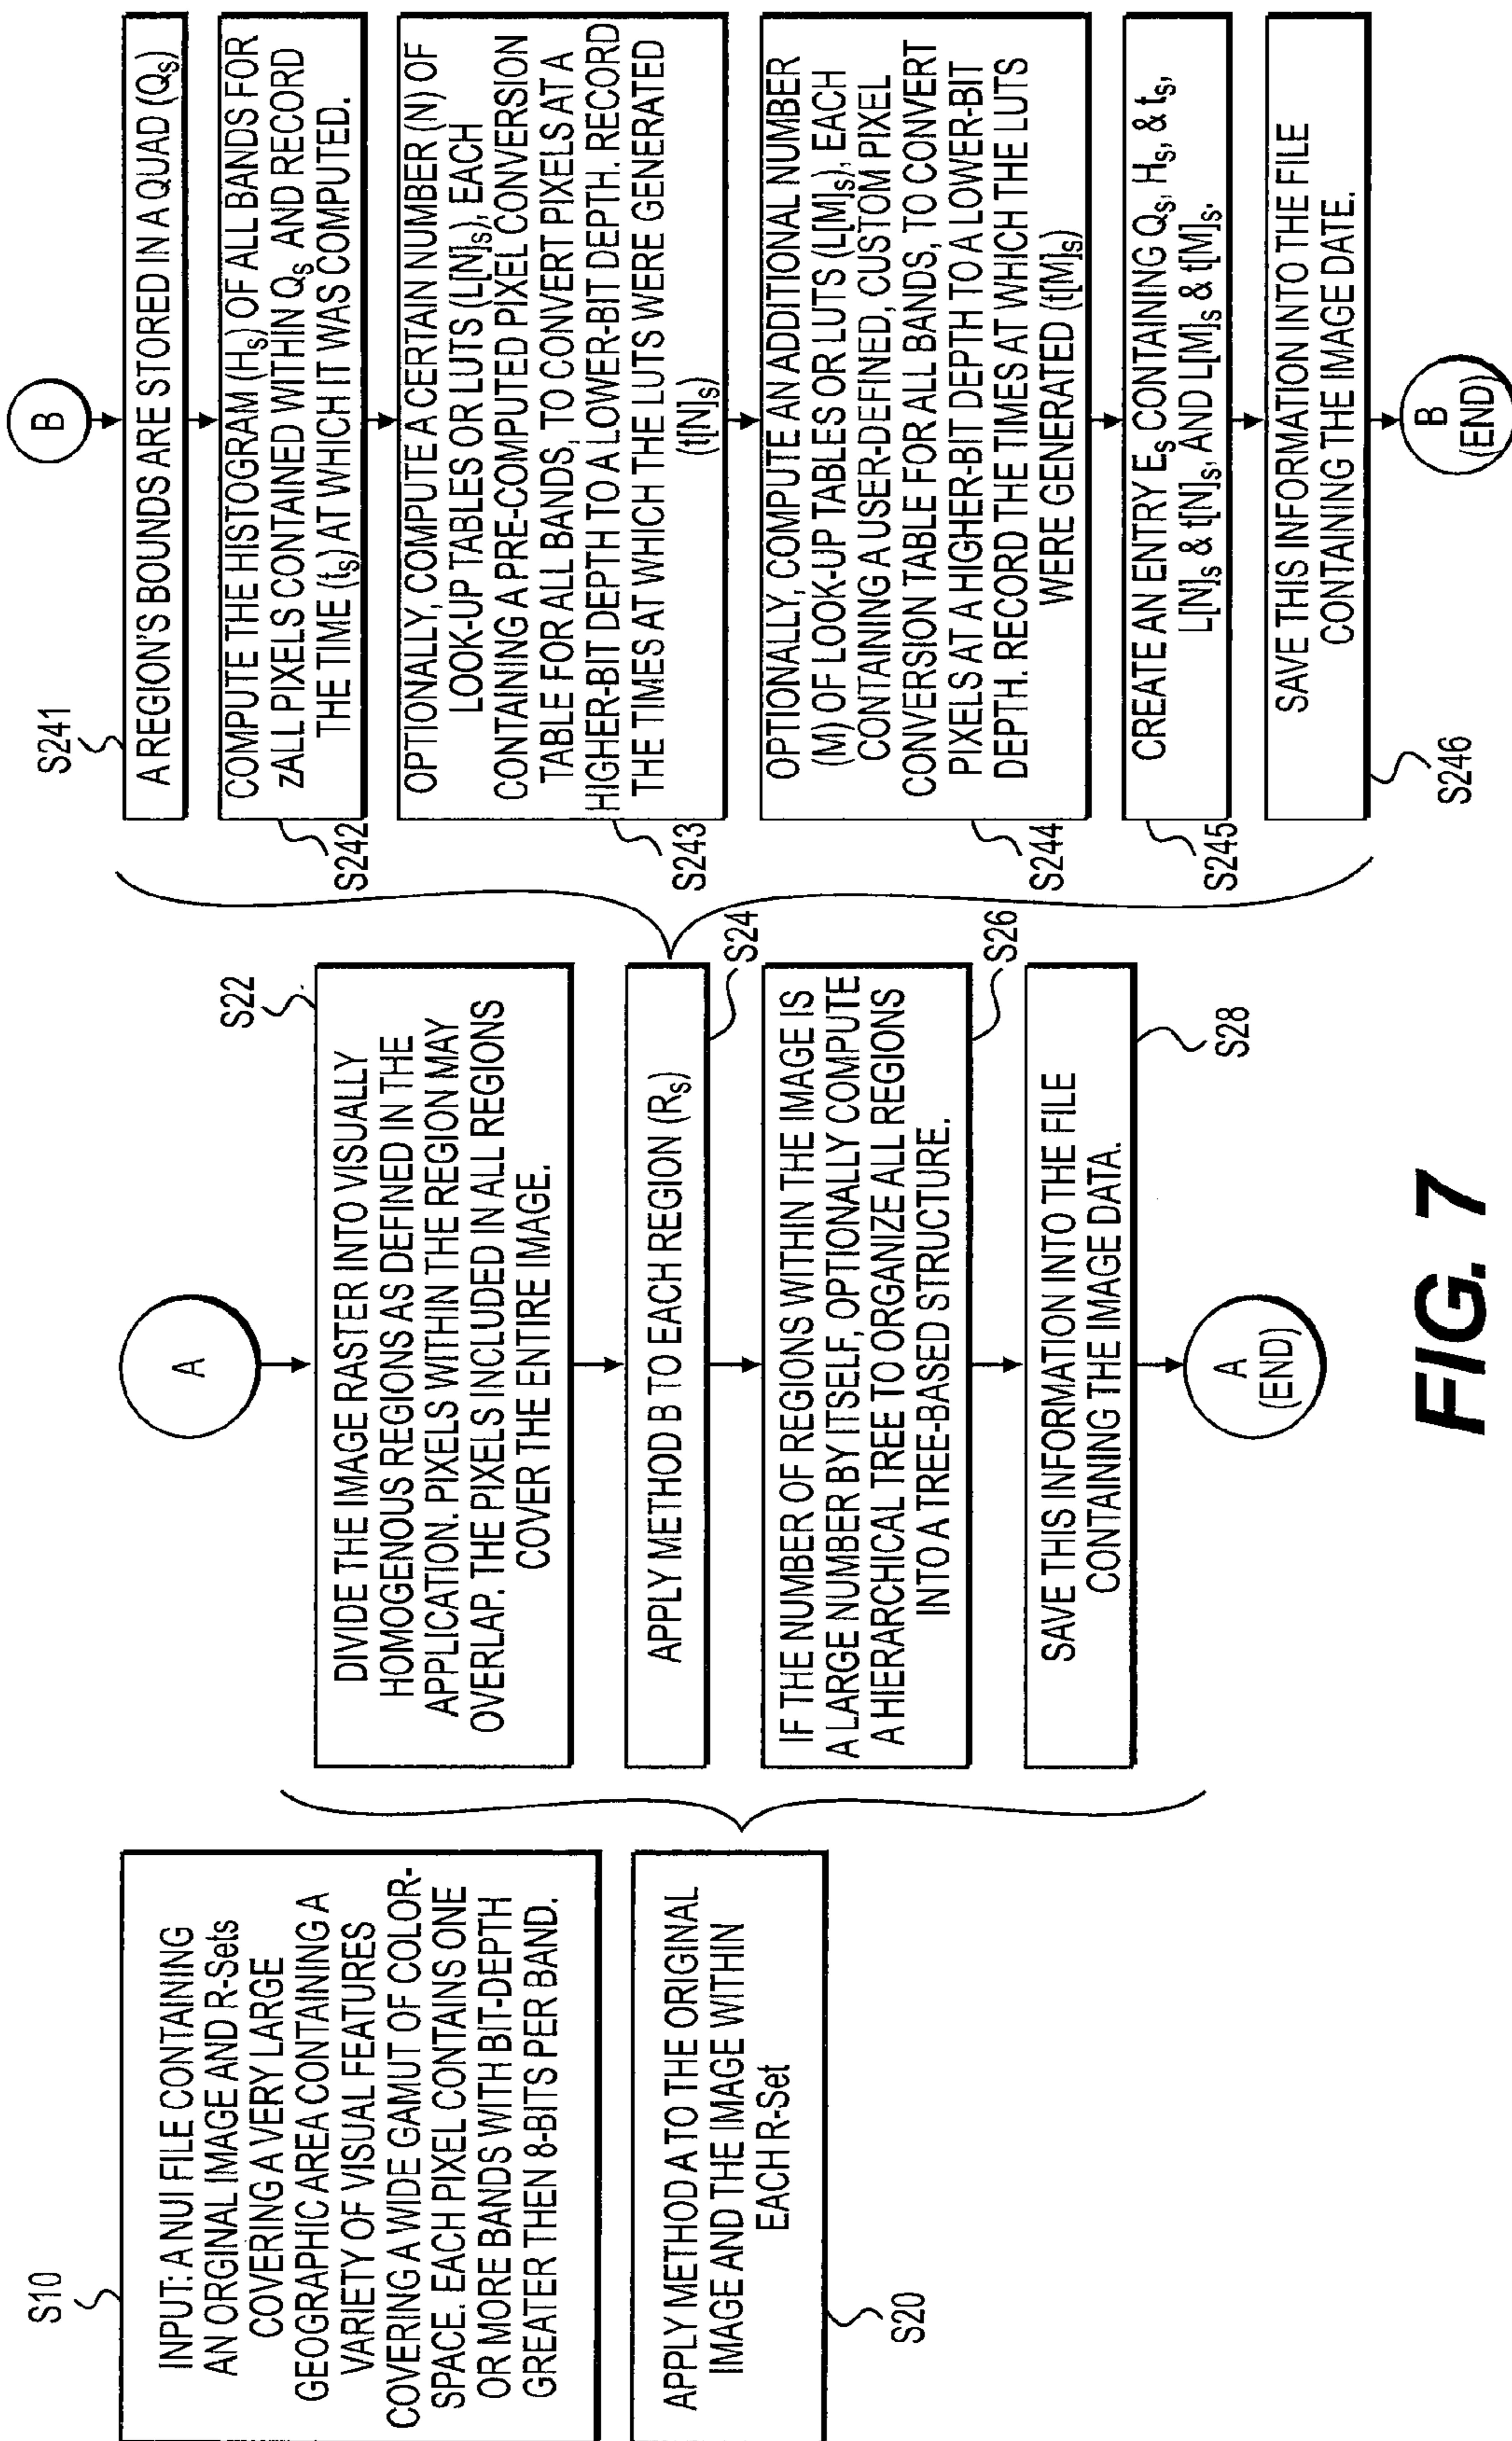 S10
INPUT: A NUI FILE CONTAINING
AN ORGINAL IMAGE AND R-Sets
COVERING A VERY LARGE
GEOGRAPHIC AREA CONTAINING A
VARIETY OF VISUAL FEATURES
COVERING A WIDE GAMUT OF COLOR-
SPACE. EACH PIXEL CONTAINS ONE
OR MORE BANDS WITH BIT-DEPTH
GREATER THEN 8-BITS PER BAND.
APPLY METHOD A TO THE ORIGINAL
IMAGE AND THE IMAGE WITHIN
EACH R-Set
S20
A
S22
DIVIDE THE IMAGE RASTER INTO VISUALLY
HOMOGENOUS REGIONS AS DEFINED IN THE
APPLICATION. PIXELS WITHIN THE REGION MAY
OVERLAP. THE PIXELS INCLUDED IN ALL REGIONS
COVER THE ENTIRE IMAGE.
APPLY METHOD B TO EACH REGION (Rs)
S24
IF THE NUMBER OF REGIONS WITHIN THE IMAGE IS
A LARGE NUMBER BY ITSELF, OPTIONALLY COMPUTE
A HIERARCHICAL TREE TO ORGANIZE ALL REGIONS
INTO A TREE-BASED STRUCTURE.
S26
SAVE THIS INFORMATION INTO THE FILE
CONTAINING THE IMAGE DATA.
S28
A
(END)
B
S241
A REGION'S BOUNDS ARE STORED IN A QUAD (Qs)
COMPUTE THE HISTOGRAM (Hs) OF ALL BANDS FOR
zALL PIXELS CONTAINED WITHIN Qs AND RECORD
THE TIME (ts) AT WHICH IT WAS COMPUTED.
S242
OPTIONALLY, COMPUTE A CERTAIN NUMBER (N) OF
LOOK-UP TABLES OR LUTS (L[N]s), EACH
CONTAINING A PRE-COMPUTED PIXEL CONVERSION
TABLE FOR ALL BANDS, TO CONVERT PIXELS AT A
HIGHER-BIT DEPTH TO A LOWER-BIT DEPTH. RECORD
THE TIMES AT WHICH THE LUTS WERE GENERATED
(t[N]s)
S243
OPTIONALLY, COMPUTE AN ADDITIONAL NUMBER
(M) OF LOOK-UP TABLES OR LUTS (L[M]s), EACH
CONTAINING A USER-DEFINED, CUSTOM PIXEL
CONVERSION TABLE FOR ALL BANDS, TO CONVERT
PIXELS AT A HIGHER-BIT DEPTH TO A LOWER-BIT
DEPTH. RECORD THE TIMES AT WHICH THE LUTS
WERE GENERATED (t[M]s)
S244
CREATE AN ENTRY Es CONTAINING Qs, Hs, & ts,
L[N]s & t[N]s, AND L[M]s & t[M]s.
S245
SAVE THIS INFORMATION INTO THE FILE
CONTAINING THE IMAGE DATE.
S246
B
(END)
FIG. 7